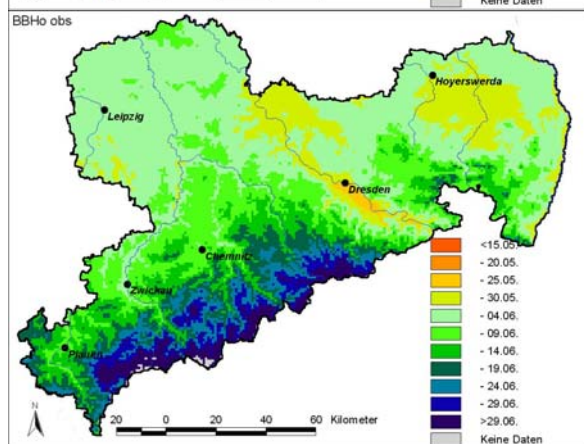 Keine Daten
BBHo obs
Hoyerswerda
Leipzig
Dresden
Chemnitz
Zwickau
Plauen
<15.05.
- 20.05.
- 25.05.
- 30.05.
- 04.06.
- 09.06.
- 14.06.
- 19.06.
- 24.06.
- 29.06.
>29.06.
Keine Daten
N
20 0 20 40 60 Kilometer